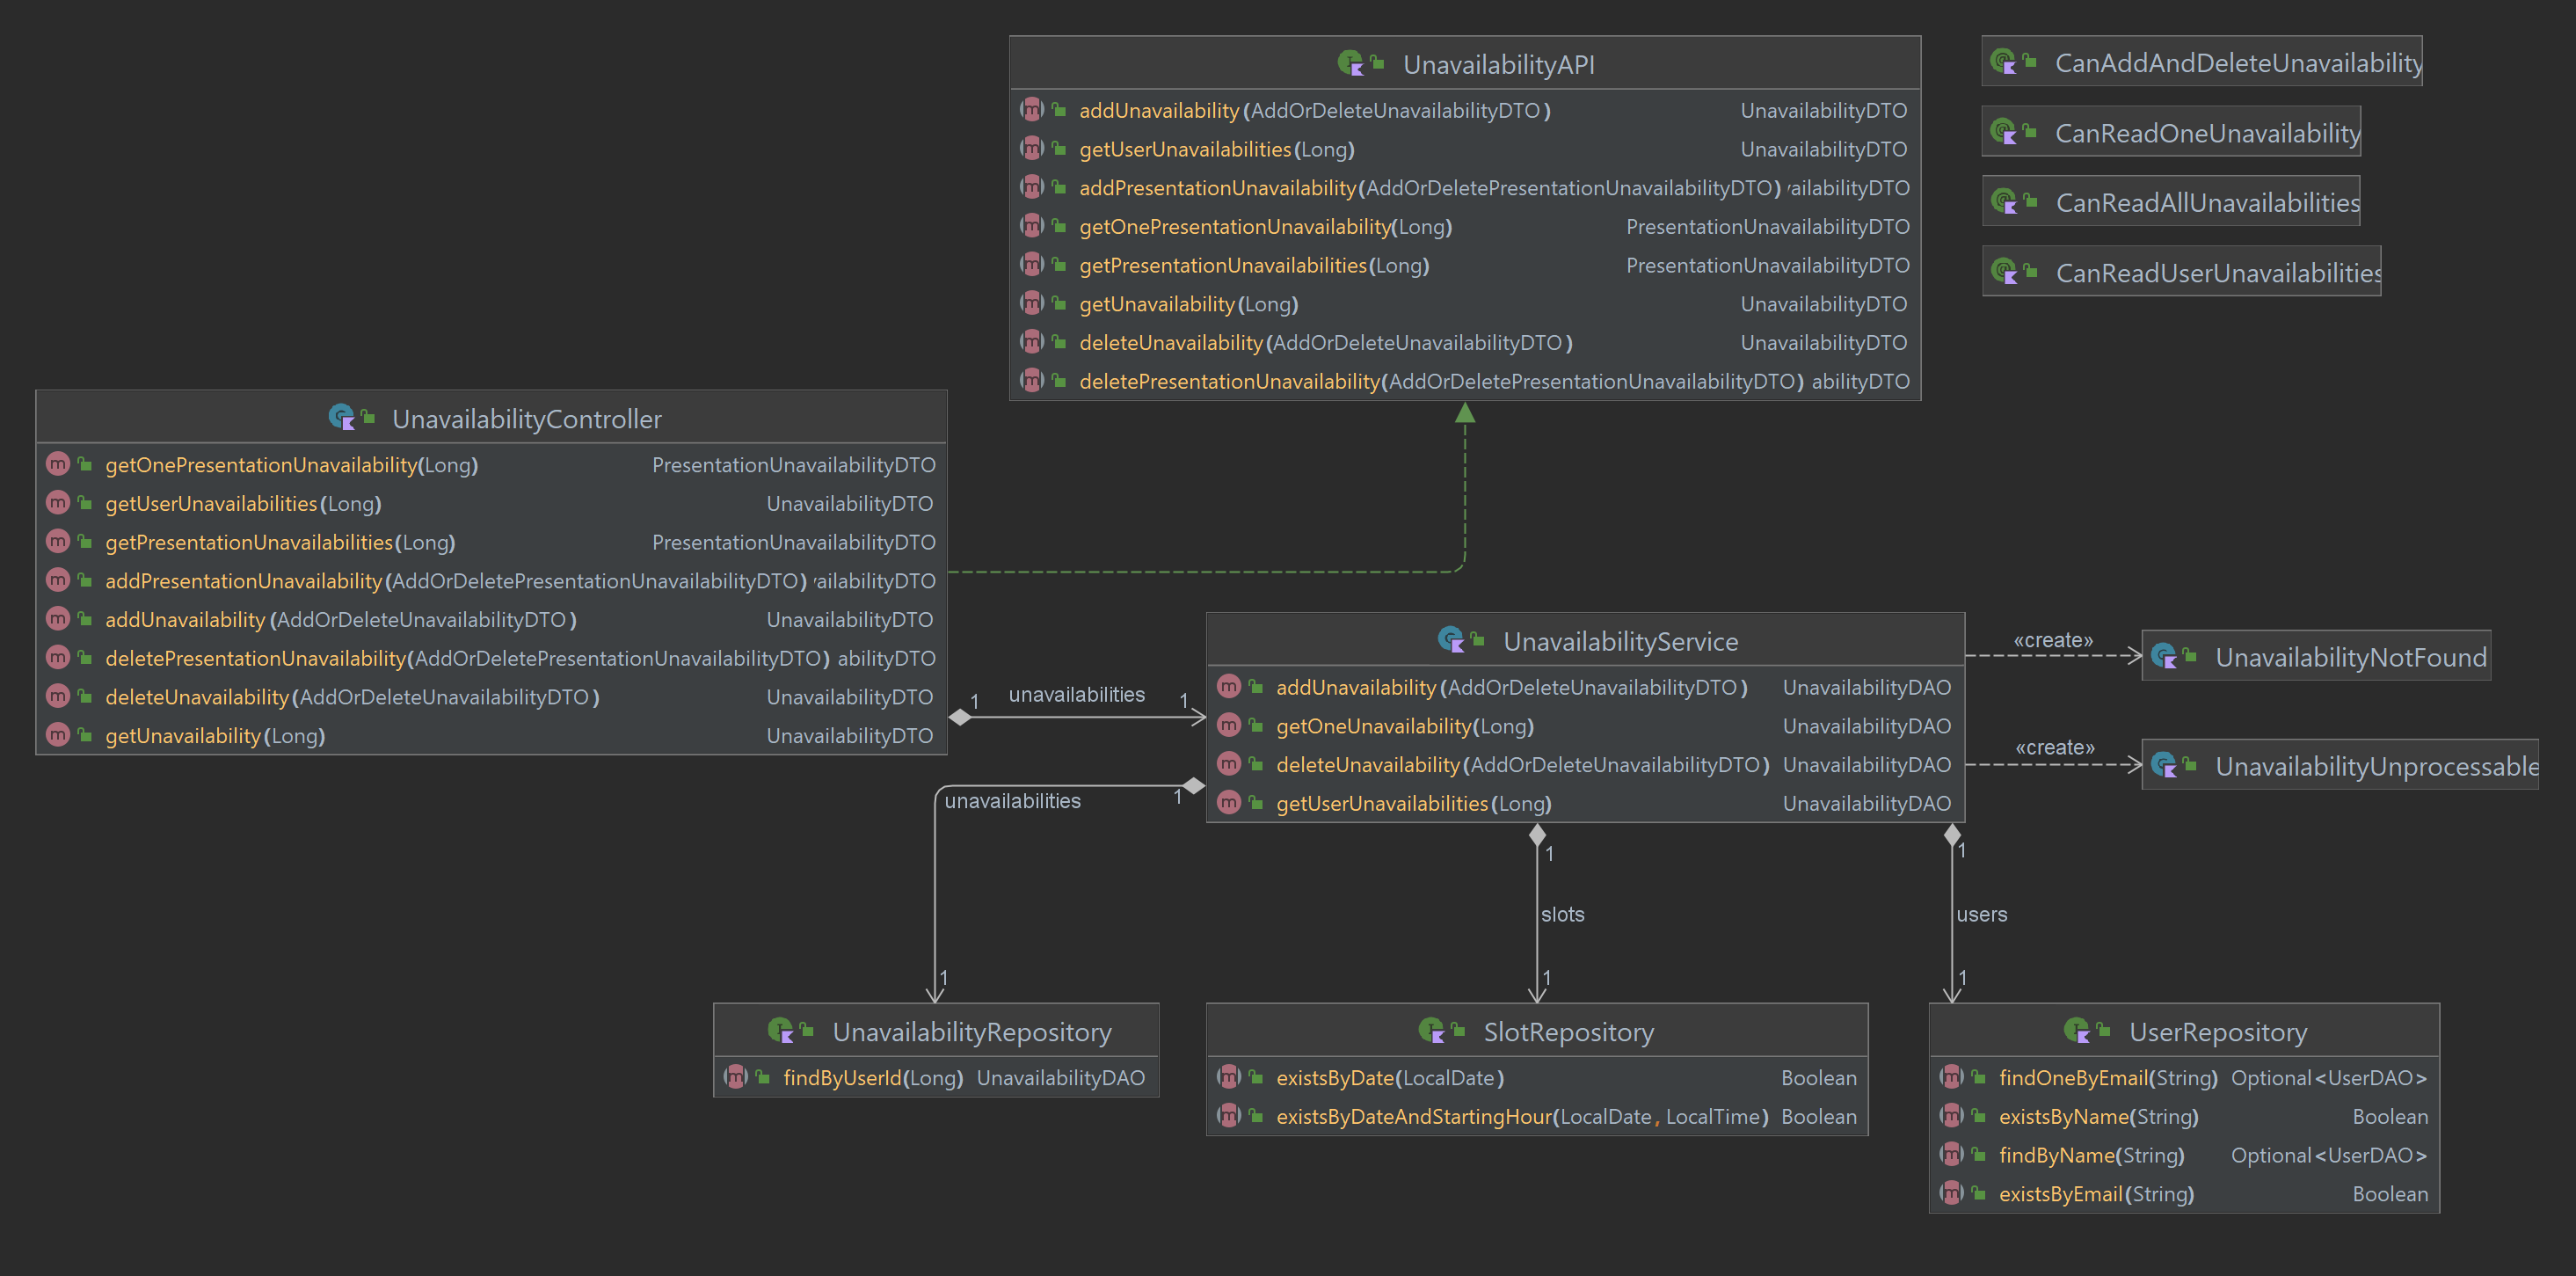 UnavailabilityAPI
addUnavailability(AddOrDeleteUnavailabilityDTO) UnavailabilityDTO
getUserUnavailabilities(Long) UnavailabilityDTO
addPresentationUnavailability(AddOrDeletePresentationUnavailabilityDTO) ailabilityDTO
getOnePresentationUnavailability(Long) PresentationUnavailabilityDTO
getPresentationUnavailabilities(Long) PresentationUnavailabilityDTO
getUnavailability(Long) UnavailabilityDTO
deleteUnavailability(AddOrDeleteUnavailabilityDTO) UnavailabilityDTO
deletePresentationUnavailability(AddOrDeletePresentationUnavailabilityDTO) abilityDTO
CanAddAndDeleteUnavailability
CanReadOneUnavailability
CanReadAllUnavailabilities
CanReadUserUnavailabilities
UnavailabilityController
getOnePresentationUnavailability(Long) PresentationUnavailabilityDTO
getUserUnavailabilities(Long) UnavailabilityDTO
getPresentationUnavailabilities(Long) PresentationUnavailabilityDTO
addPresentationUnavailability(AddOrDeletePresentationUnavailabilityDTO) ailabilityDTO
addUnavailability(AddOrDeleteUnavailabilityDTO) UnavailabilityDTO
deletePresentationUnavailability(AddOrDeletePresentationUnavailabilityDTO) abilityDTO
deleteUnavailability(AddOrDeleteUnavailabilityDTO) UnavailabilityDTO
getUnavailability(Long) UnavailabilityDTO
1 unavailabilities 1
UnavailabilityService
addUnavailability(AddOrDeleteUnavailabilityDTO) UnavailabilityDAO
getOneUnavailability(Long) UnavailabilityDAO
deleteUnavailability(AddOrDeleteUnavailabilityDTO) UnavailabilityDAO
getUserUnavailabilities(Long) UnavailabilityDAO
«create»
UnavailabilityNotFound
«create»
UnavailabilityUnprocessable
unavailabilities 1
1
1
slots
users
1
1
1
UnavailabilityRepository
findByUserId(Long) UnavailabilityDAO
SlotRepository
existsByDate(LocalDate) Boolean
existsByDateAndStartingHour(LocalDate, LocalTime) Boolean
UserRepository
findOneByEmail(String) Optional<UserDAO>
existsByName(String) Boolean
findByName(String) Optional<UserDAO>
existsByEmail(String) Boolean